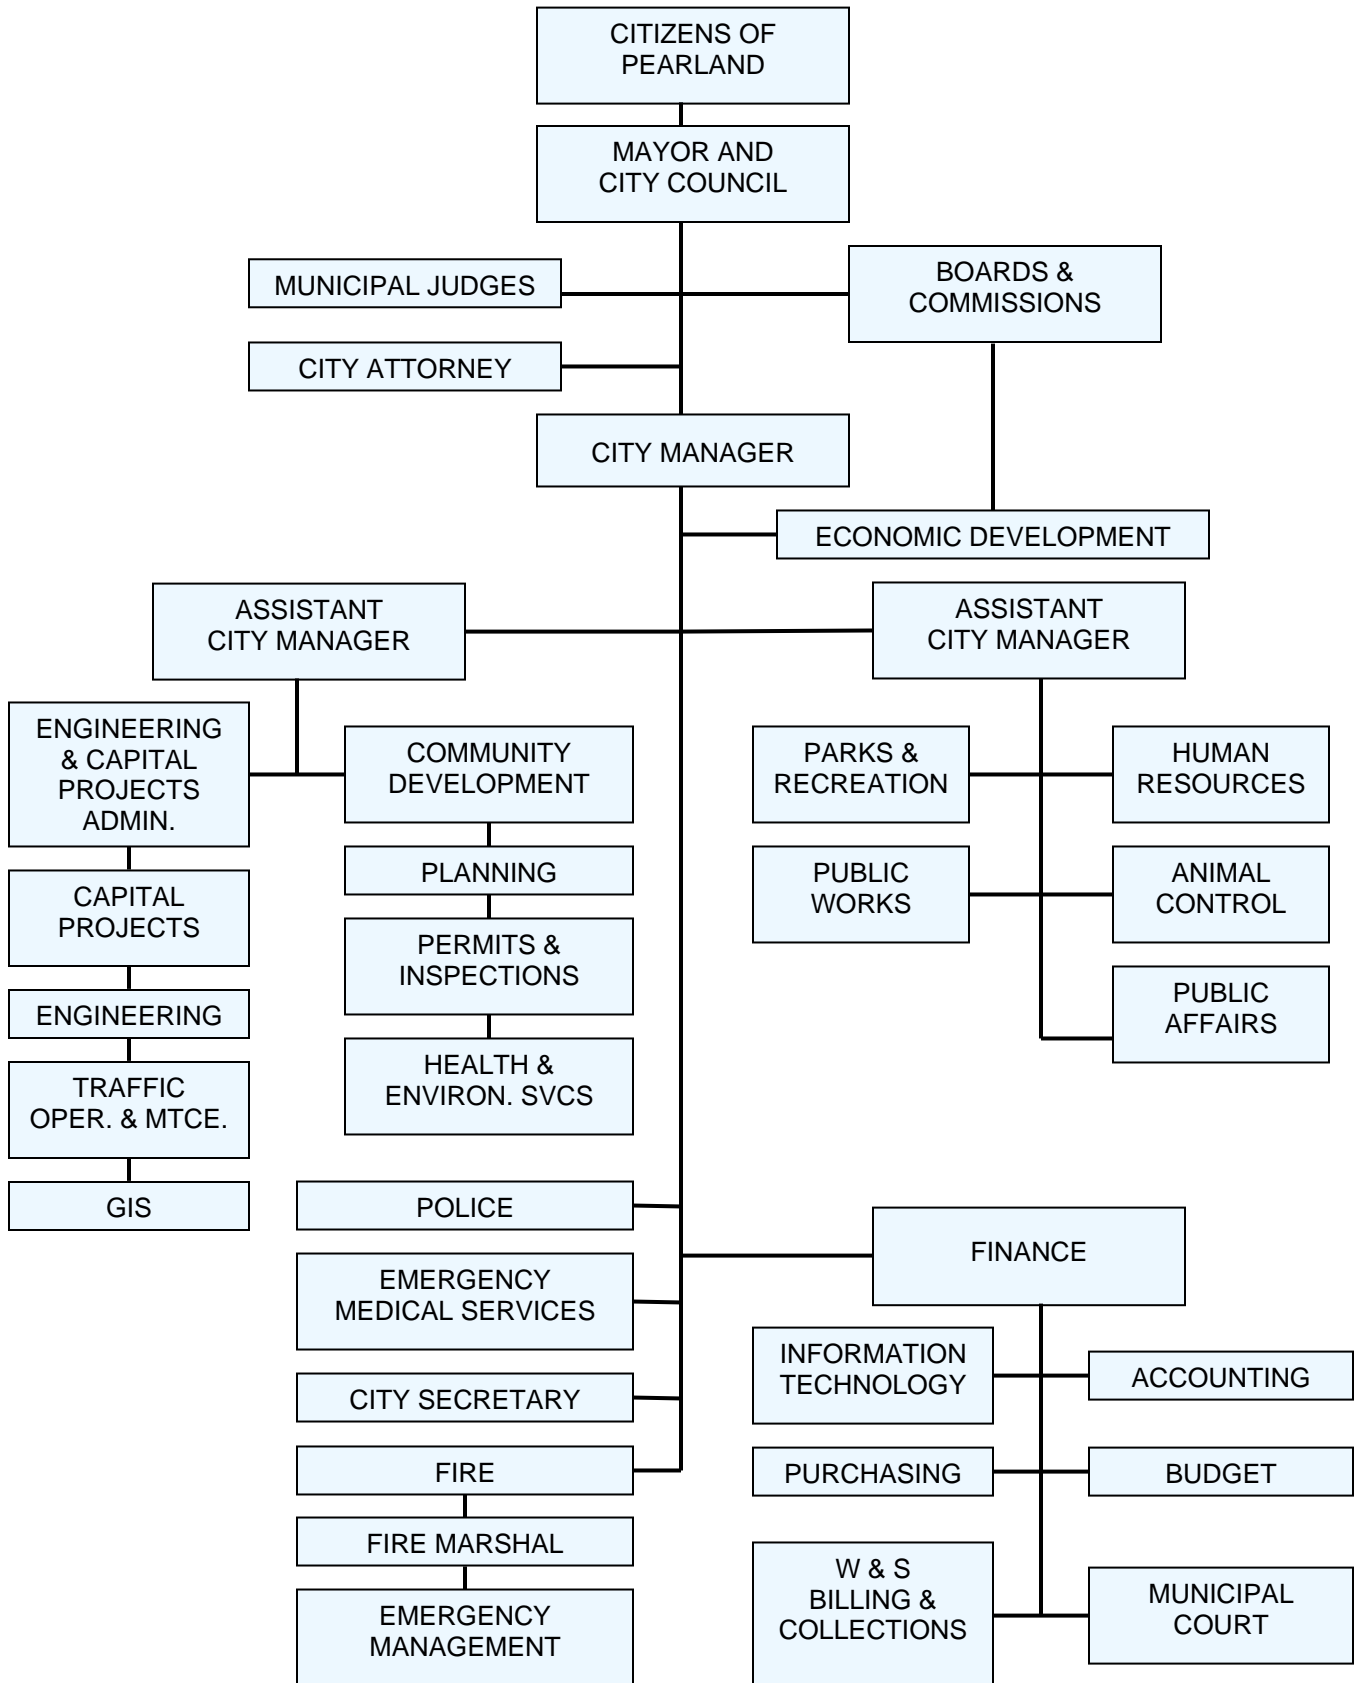 CITIZENS OF
PEARLAND
MAYOR AND
CITY COUNCIL
MUNICIPAL JUDGES
BOARDS &
COMMISSIONS
CITY ATTORNEY
CITY MANAGER
ECONOMIC DEVELOPMENT
ASSISTANT
CITY MANAGER
ASSISTANT
CITY MANAGER
ENGINEERING
& CAPITAL
PROJECTS
ADMIN.
COMMUNITY
DEVELOPMENT
PARKS &
RECREATION
HUMAN
RESOURCES
CAPITAL
PROJECTS
PLANNING
PUBLIC
WORKS
ANIMAL
CONTROL
PERMITS &
INSPECTIONS
PUBLIC
AFFAIRS
ENGINEERING
HEALTH &
ENVIRON. SVCS
TRAFFIC
OPER. & MTCE.
GIS
POLICE
FINANCE
EMERGENCY
MEDICAL SERVICES
INFORMATION
TECHNOLOGY
ACCOUNTING
CITY SECRETARY
FIRE
PURCHASING
BUDGET
FIRE MARSHAL
W & S
BILLING &
COLLECTIONS
MUNICIPAL
COURT
EMERGENCY
MANAGEMENT